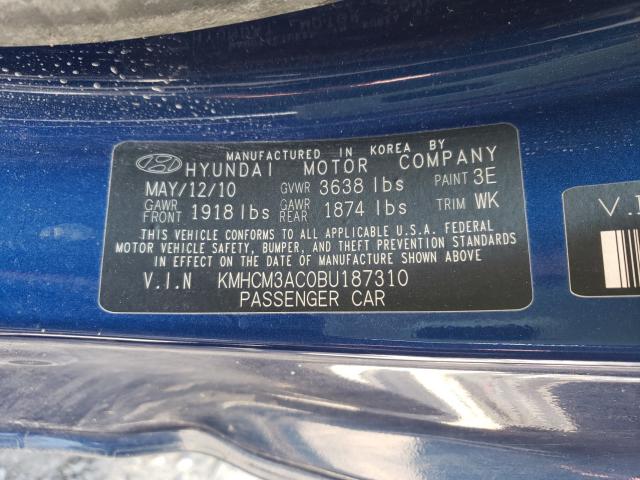 MANUFACTURED IN KOREA BY
HYUNDAI MOTOR COMPANY
MAY/12/10 GVWR 3638 lbs PAINT 3E
GAWR FRONT 1918 lbs GAWR REAR 1874 lbs TRIM WK
THIS VEHICLE CONFORMS TO ALL APPLICABLE U.S.A. FEDERAL
MOTOR VEHICLE SAFETY, BUMPER, AND THEFT PREVENTION STANDARDS
IN EFFECT ON THE DATE OF MANUFACTURE SHOWN ABOVE
V.I.N KMHCM3AC0BU187310
PASSENGER CAR